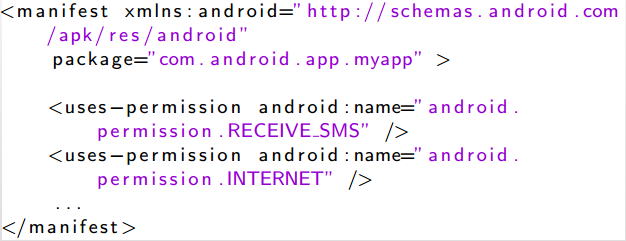 <manifest xmlns:android="http://schemas.android.com
/apk/res/android"
package="com.android.app.myapp" >
<uses-permission android:name="android.
permission.RECEIVE_SMS" />
<uses-permission android:name="android.
permission.INTERNET" />
...
</manifest>